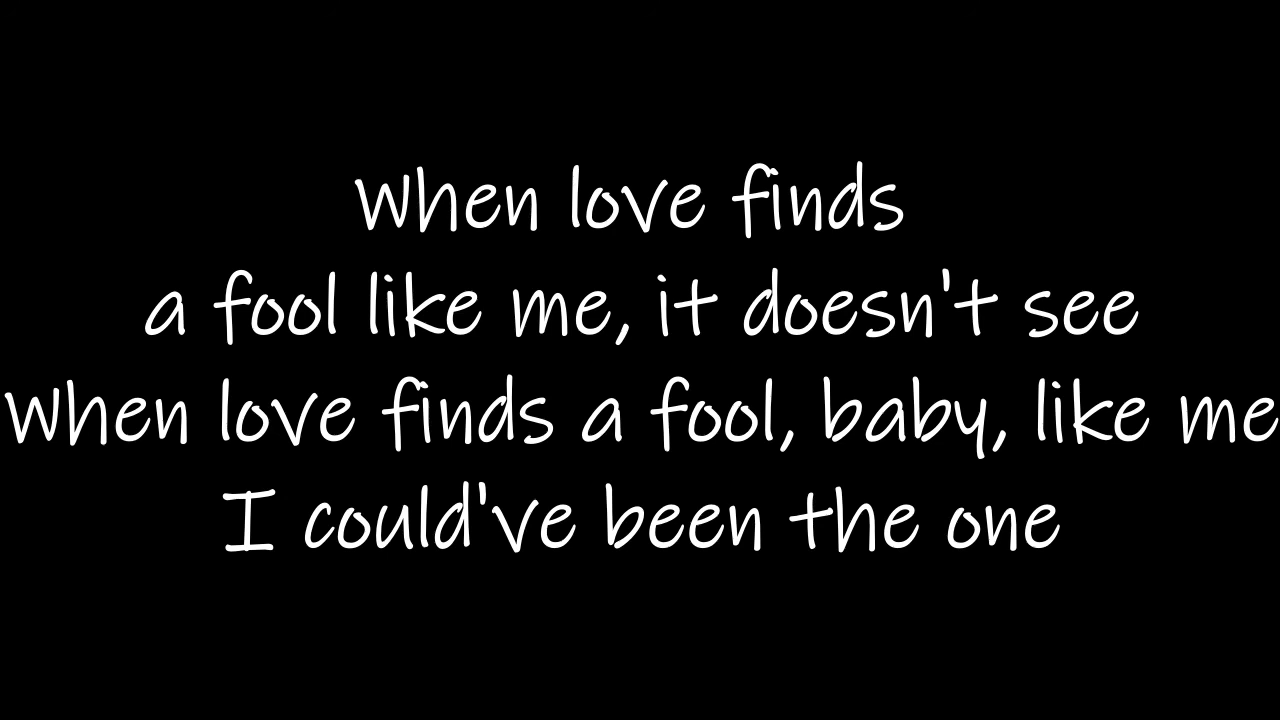 When love finds
a fool like me, it doesn't see
When love finds a fool, baby, like me
I could've been the one